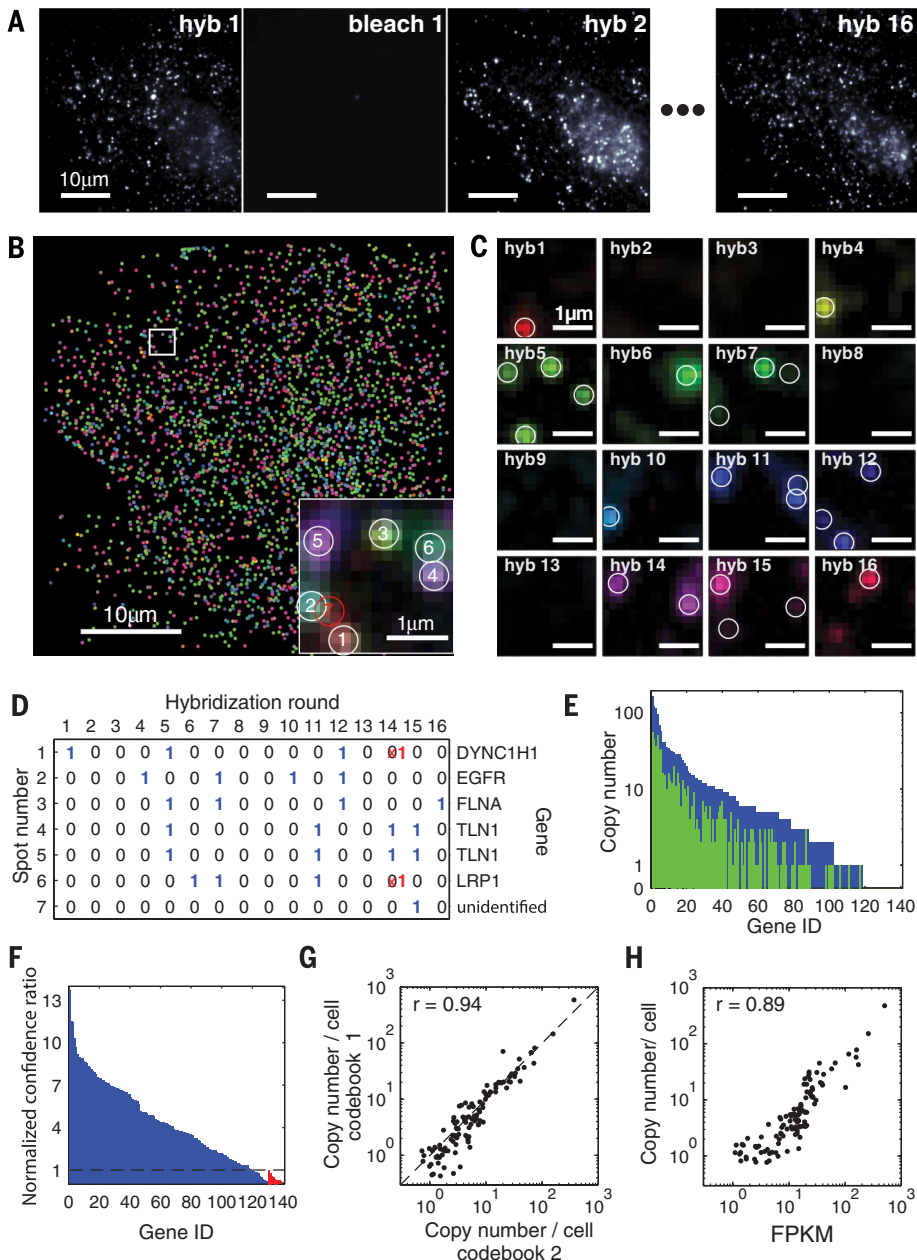 A
hyb 1
bleach 1
hyb 2
hyb 16
10μm
B
10μm
1μm
5
3
6
4
2
7
1
C
hyb1
hyb2
hyb3
hyb4
1μm
hyb5
hyb6
hyb7
hyb8
hyb9
hyb 10
hyb 11
hyb 12
hyb 13
hyb 14
hyb 15
hyb 16
D
Hybridization round
1 2 3 4 5 6 7 8 9 10 11 12 13 14 15 16
Spot number
Gene
1 1 0 0 0 1 0 0 0 0 0 0 1 0 01 0 0 DYNC1H1
2 0 0 0 1 0 0 1 0 0 1 0 1 0 0 0 0 EGFR
3 0 0 0 0 1 0 1 0 0 0 0 1 0 0 0 1 FLNA
4 0 0 0 0 1 0 0 0 0 0 1 0 0 1 1 0 TLN1
5 0 0 0 0 1 0 0 0 0 0 1 0 0 1 1 0 TLN1
6 0 0 0 0 0 1 1 0 0 0 1 0 0 01 0 0 LRP1
7 0 0 0 0 0 0 0 0 0 0 0 0 0 0 1 0 unidentified
E
Copy number
100
10
1
0
0 20 40 60 80 100 120 140
Gene ID
F
Normalized confidence ratio
13
10
7
4
1
0 20 40 60 80 100 120 140
Gene ID
G
r = 0.94
Copy number / cell
codebook 1
10³
10²
10¹
10⁰
10⁰ 10¹ 10² 10³
Copy number / cell
codebook 2
H
r = 0.89
Copy number/ cell
10³
10²
10¹
10⁰
10⁰ 10¹ 10² 10³
FPKM